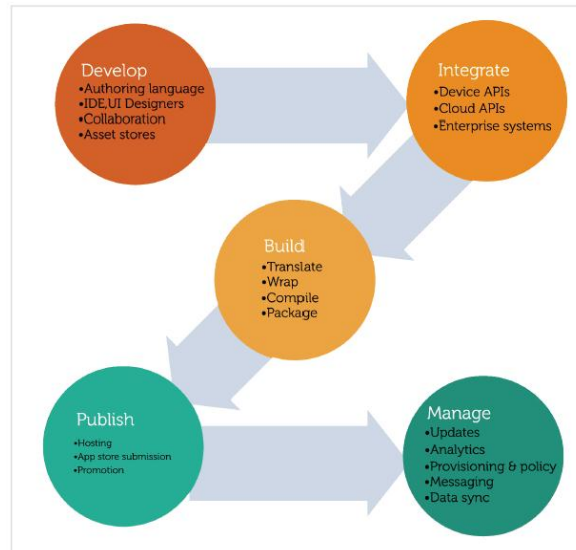 Develop
•Authoring language
•IDE,UI Designers
•Collaboration
•Asset stores
Integrate
•Device APIs
•Cloud APIs
•Enterprise systems
Build
•Translate
•Wrap
•Compile
•Package
Publish
•Hosting
•App store submission
•Promotion
Manage
•Updates
•Analytics
•Provisioning & policy
•Messaging
•Data sync